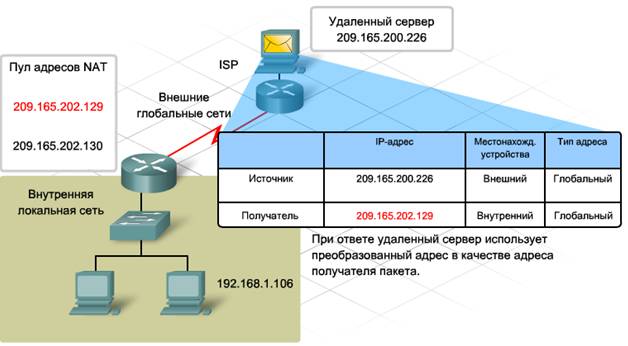 Удаленный сервер
209.165.200.226
ISP
Пул адресов NAT
209.165.202.129
209.165.202.130
Внешние
глобальные сети
IP-адрес
Местонахожд.
устройства
Тип адреса
Источник
209.165.200.226
Внешний
Глобальный
Получатель
209.165.202.129
Внутренний
Глобальный
Внутренняя
локальная сеть
При ответе удаленный сервер использует
преобразованный адрес в качестве адреса
получателя пакета.
192.168.1.106